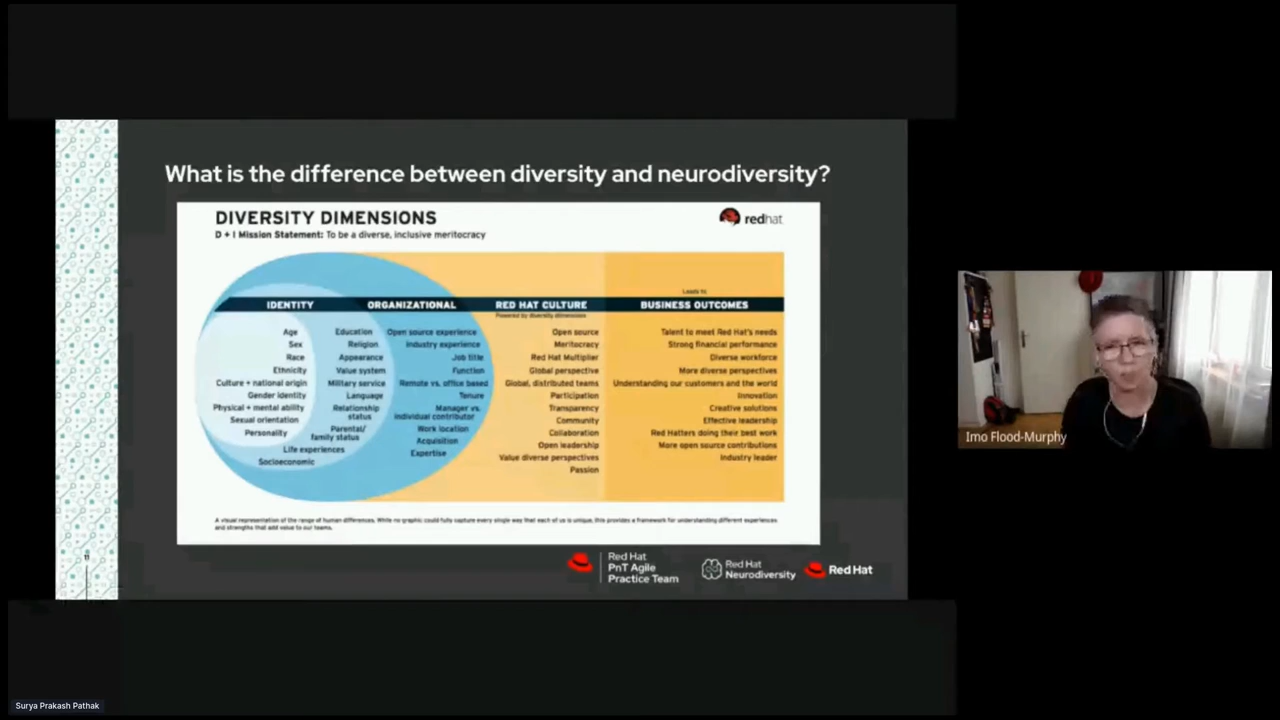 What is the difference between diversity and neurodiversity?
DIVERSITY DIMENSIONS
redhat
D + I Mission Statement: To be a diverse, inclusive meritocracy
IDENTITY
Age
Sex
Race
Ethnicity
Culture + national origin
Gender identity
Physical + mental ability
Sexual orientation
Personality
Education
Religion
Appearance
Value system
Military service
Language
Relationship
status
Parental/
family status
Life experiences
Socioeconomic
ORGANIZATIONAL
Open source experience
Industry experience
Job title
Function
Remote vs. office based
Tenure
Manager vs.
individual contributor
Work location
Acquisition
Expertise
RED HAT CULTURE
Powered by diversity dimension
Open source
Meritocracy
Red Hat Multiplier
Global perspective
Global, distributed teams
Participation
Transparency
Community
Collaboration
Open leadership
Value diverse perspectives
Passion
Leads to
BUSINESS OUTCOMES
Talent to meet Red Hat's needs
Strong financial performance
Diverse workforce
More diverse perspectives
Understanding our customers and the world
Innovation
Creative solutions
Effective leadership
Red Hatters doing their best work
More open source contributions
Industry leader
A visual representation of the range of human differences. While no graphic could fully capture every single way that each of us is unique, this provides a framework for understanding different experiences
and strengths that add value to our teams.
11
Red Hat
PnT Agile
Practice Team
Red Hat
Neurodiversity
Red Hat
Imo Flood-Murphy
Surya Prakash Pathak